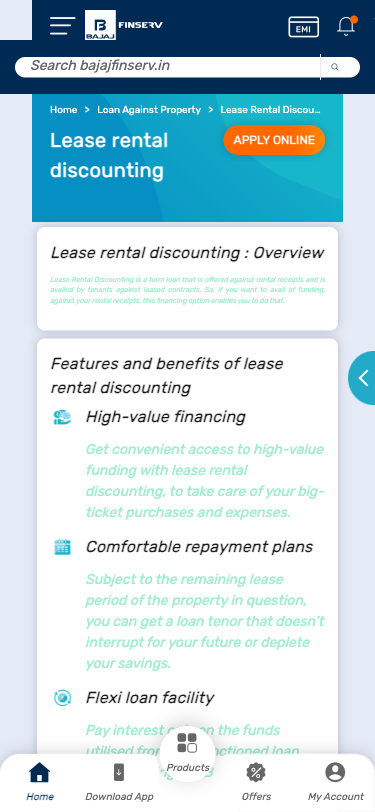 BAJAJ FINSERV
EMI
Search bajajfinserv.in
Home > Loan Against Property > Lease Rental Discou...
Lease rental
discounting
APPLY ONLINE
Lease rental discounting : Overview
Lease Rental Discounting is a term loan that is offered against rental receipts and is
availed by tenants against leased contracts. So, if you want to avail of funding,
against your rental receipts, this financing option enables you to do that.
Features and benefits of lease
rental discounting
High-value financing
Get convenient access to high-value
funding with lease rental
discounting, to take care of your big-
ticket purchases and expenses.
Comfortable repayment plans
Subject to the remaining lease
period of the property in question,
you can get a loan tenor that doesn't
interrupt for your future or deplete
your savings.
Flexi loan facility
Pay interest on the funds
utilised loan
Home
Download App
Products
Offers
My Account